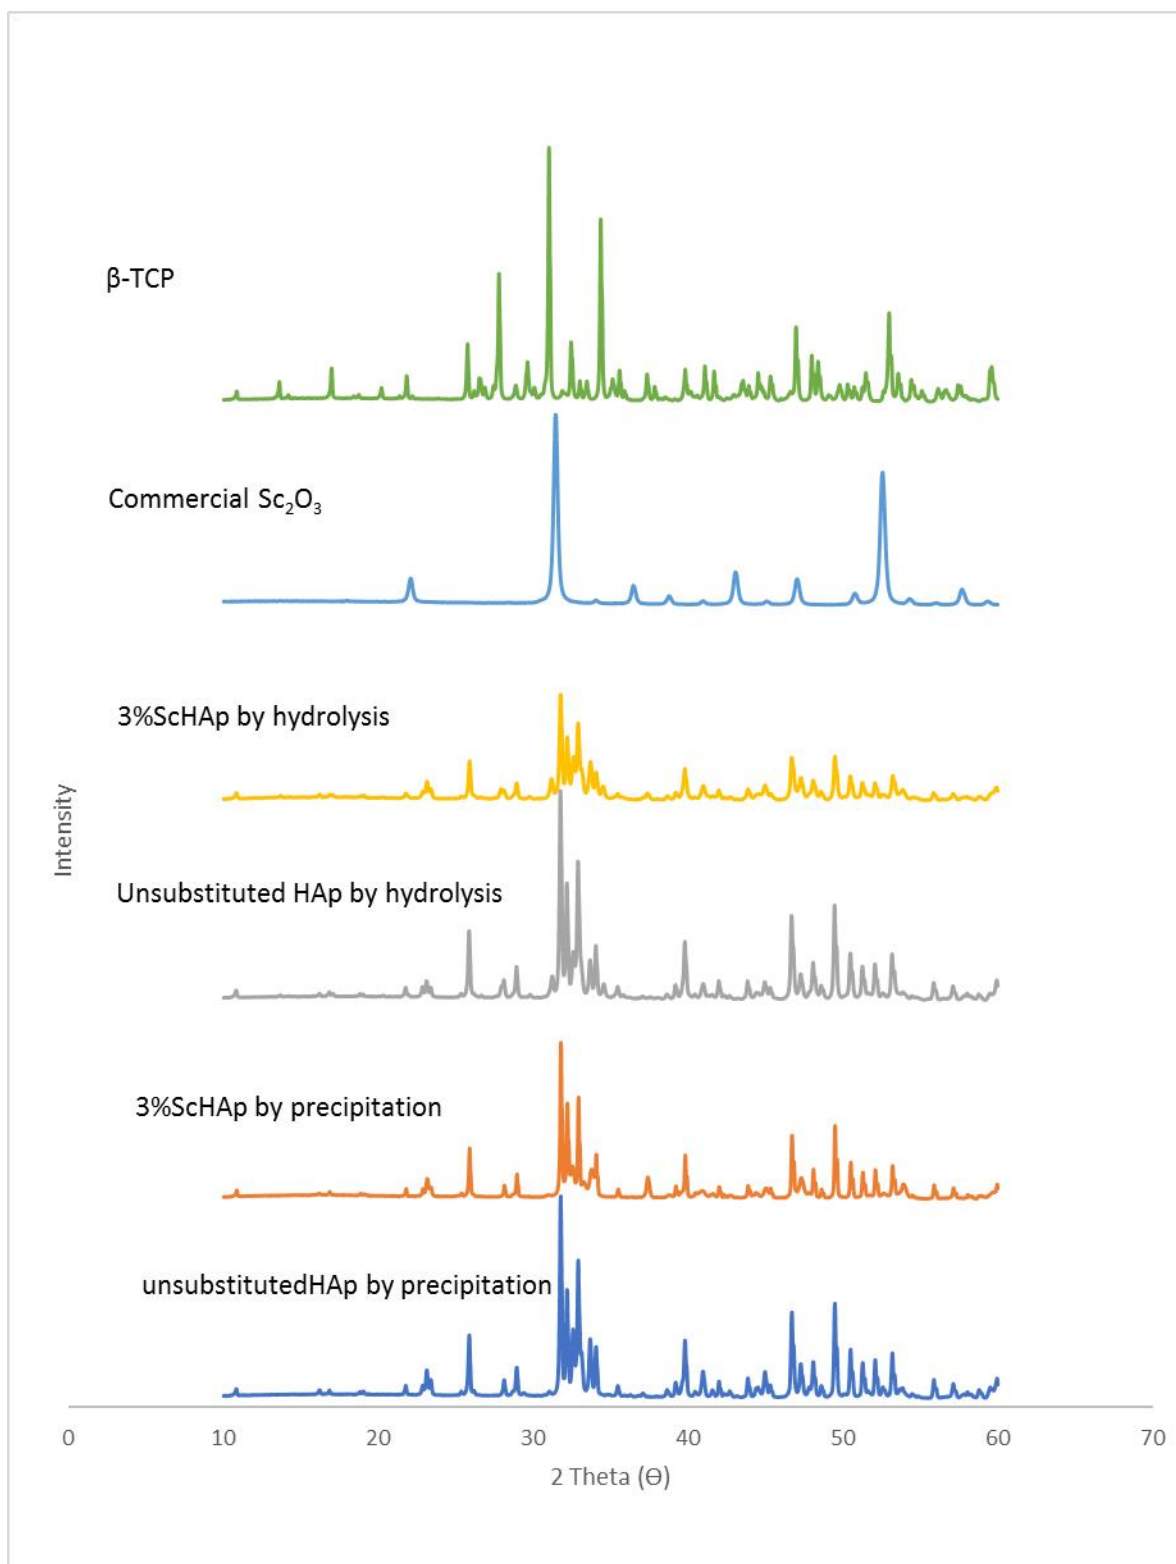 β-TCP
Commercial Sc₂O₃
3%ScHAp by hydrolysis
Intensity
Unsubstituted HAp by hydrolysis
3%ScHAp by precipitation
unsubstitutedHAp by precipitation
0 10 20 30 40 50 60 70
2 Theta (Ө)